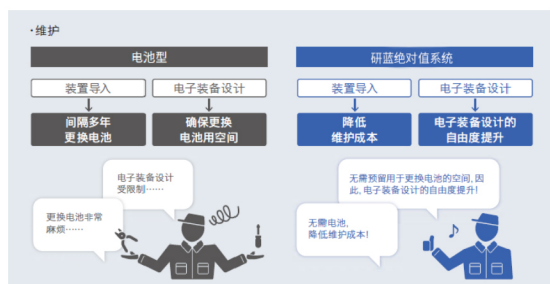 ·维护
电池型
研蓝绝对值系统
装置导入
电子装备设计
装置导入
电子装备设计
间隔多年
更换电池
确保更换
电池用空间
降低
维护成本
电子装备设计的
自由度提升
电子装备设计
受限制……
更换电池非常
麻烦……
无需预留用于更换电池的空间,因
此,电子装备设计的自由度提升!
无需电池,
降低维护成本!